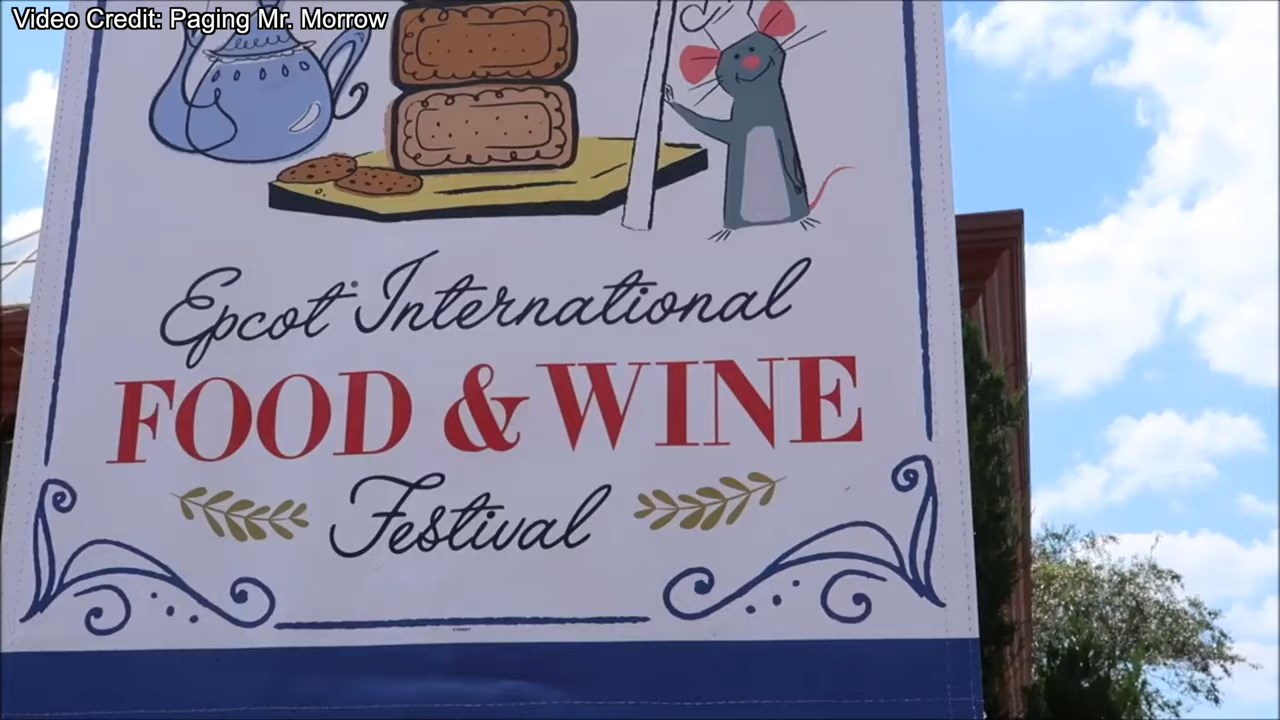 Video Credit: Paging Mr. Morrow
Epcot International
FOOD & WINE
Festival